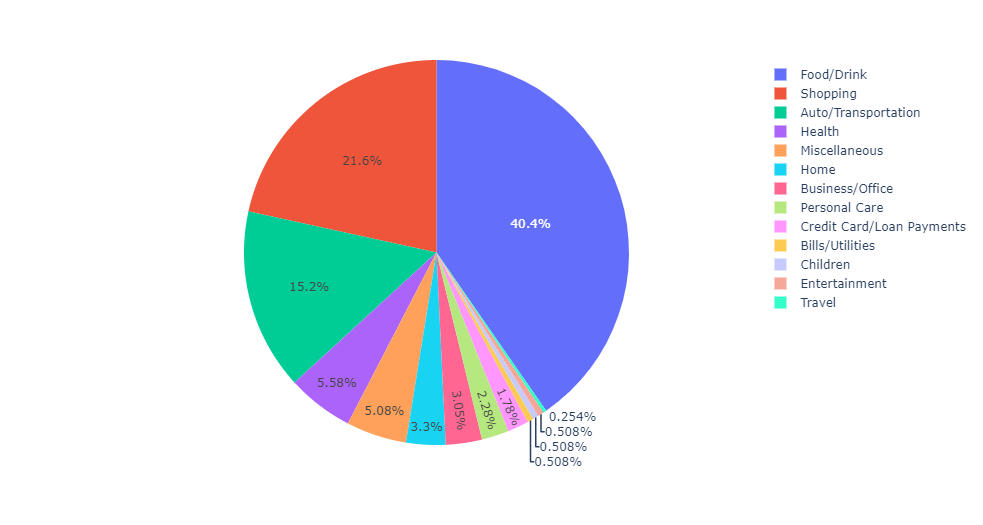 21.6%
40.4%
15.2%
5.58%
5.08%
3.3%
3.05%
2.28%
1.78%
0.254%
0.508%
0.508%
0.508%
Food/Drink
Shopping
Auto/Transportation
Health
Miscellaneous
Home
Business/Office
Personal Care
Credit Card/Loan Payments
Bills/Utilities
Children
Entertainment
Travel